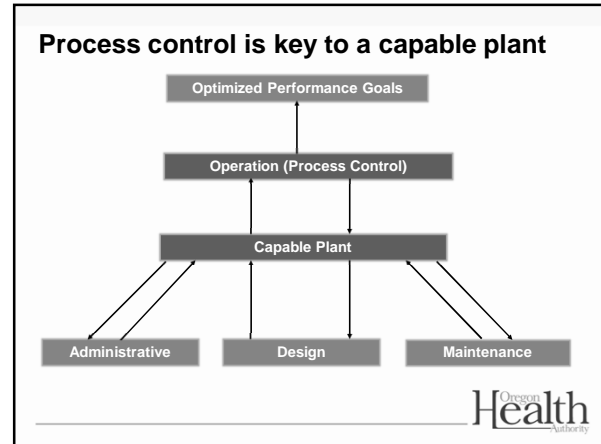 Process control is key to a capable plant
Optimized Performance Goals
Operation (Process Control)
Capable Plant
Administrative
Design
Maintenance
Oregon
Health
Authority